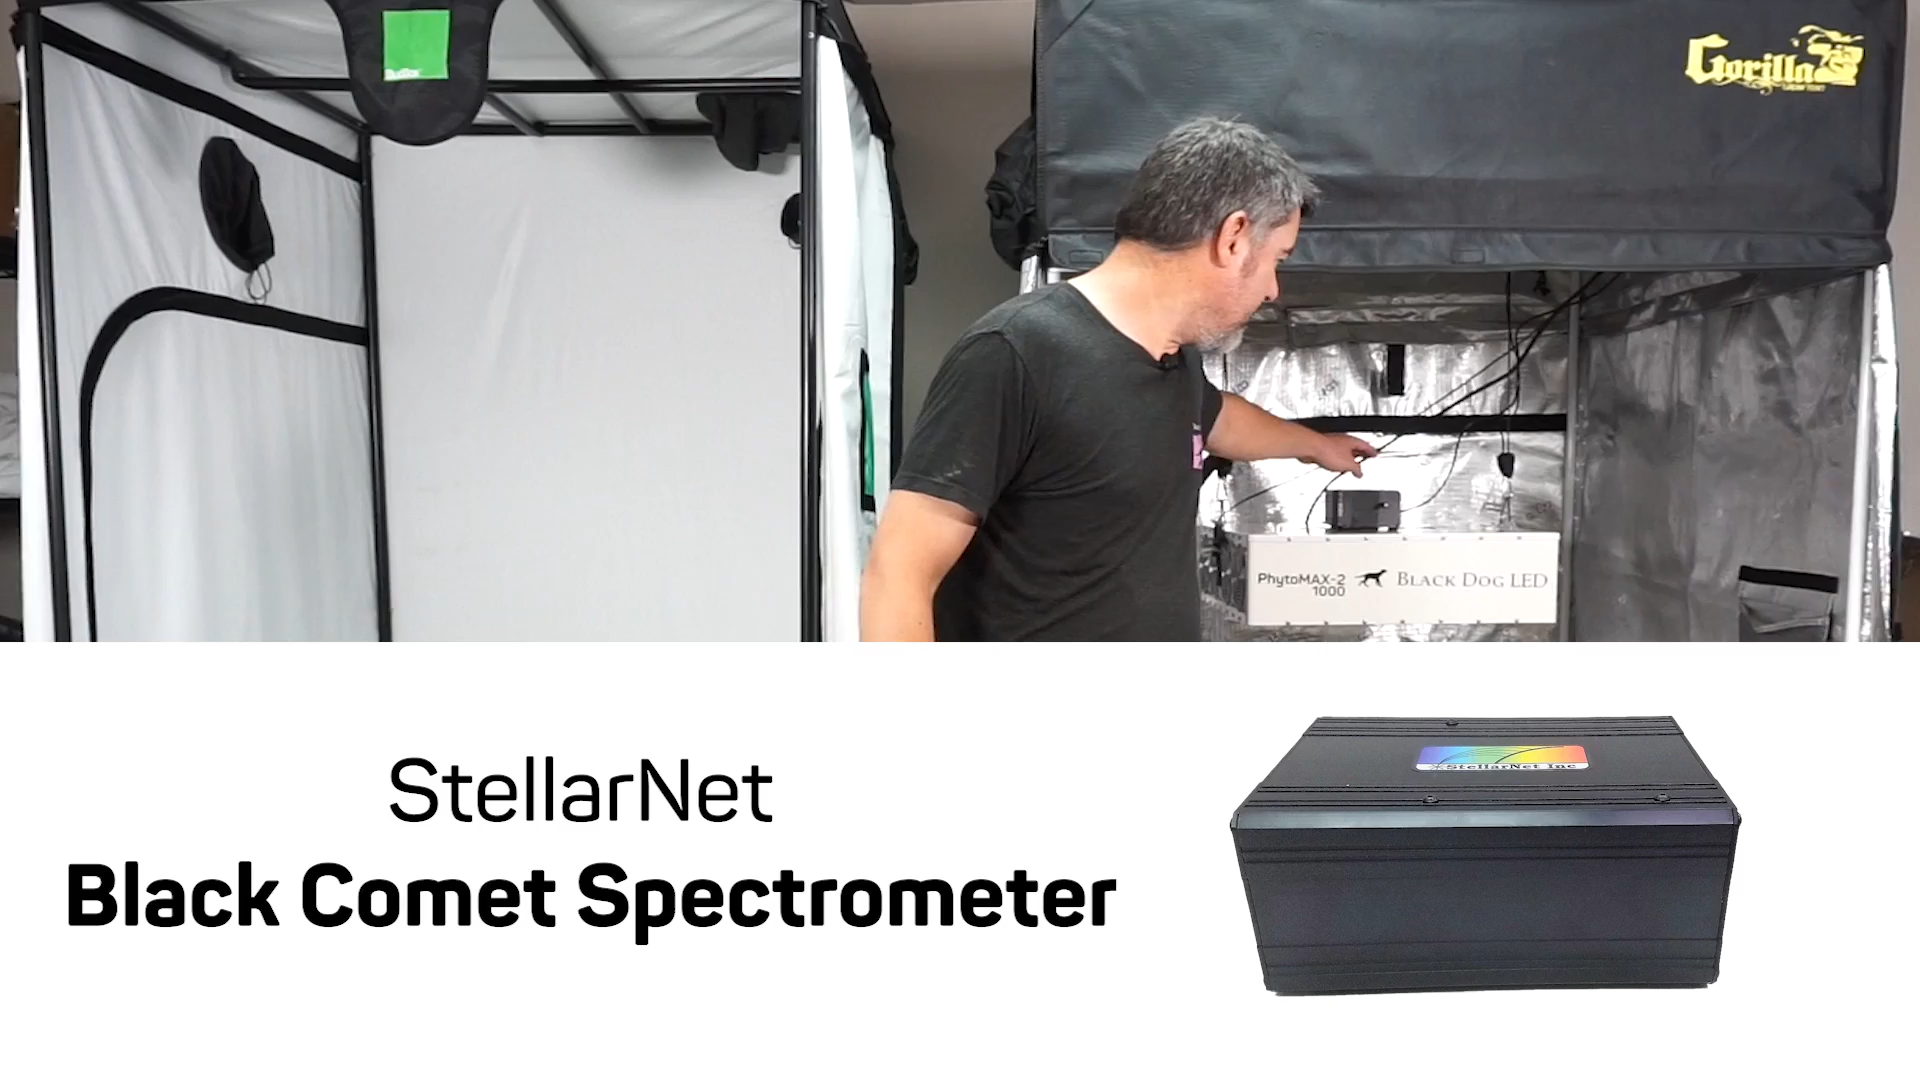 Gorilla
PhytoMAX-2
1000
BLACK DOG LED
StellarNet Inc
StellarNet
Black Comet Spectrometer